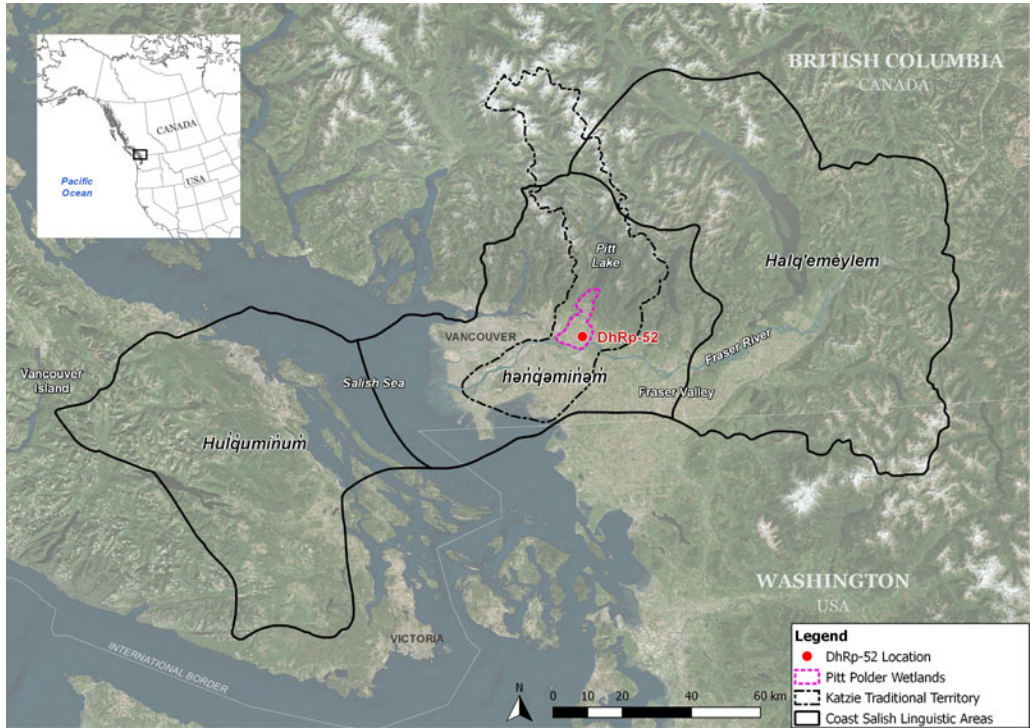 BRITISH COLUMBIA
CANADA
CANADA
USA
Pacific
Ocean
Pitt
Lake
Halq'eméylem
VANCOUVER
DhRp-52
Fraser River
Vancouver
Island
Salish Sea
hən̓q̓əmin̓əm̓
Fraser Valley
Hul̓q̓umin̓um̓
WASHINGTON
USA
VICTORIA
INTERNATIONAL BORDER
N
0 20 40 60 km
Legend
DhRp-52 Location
Pitt Polder Wetlands
Katzie Traditional Territory
Coast Salish Linguistic Areas